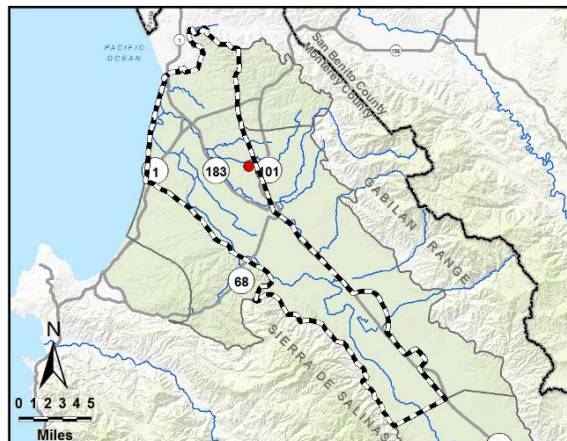 PACIFIC
OCEAN
1
156
San Benito County
Monterey County
183
101
1
GABILAN RANGE
68
SIERRA DE SALINAS
N
0 1 2 3 4 5
Miles